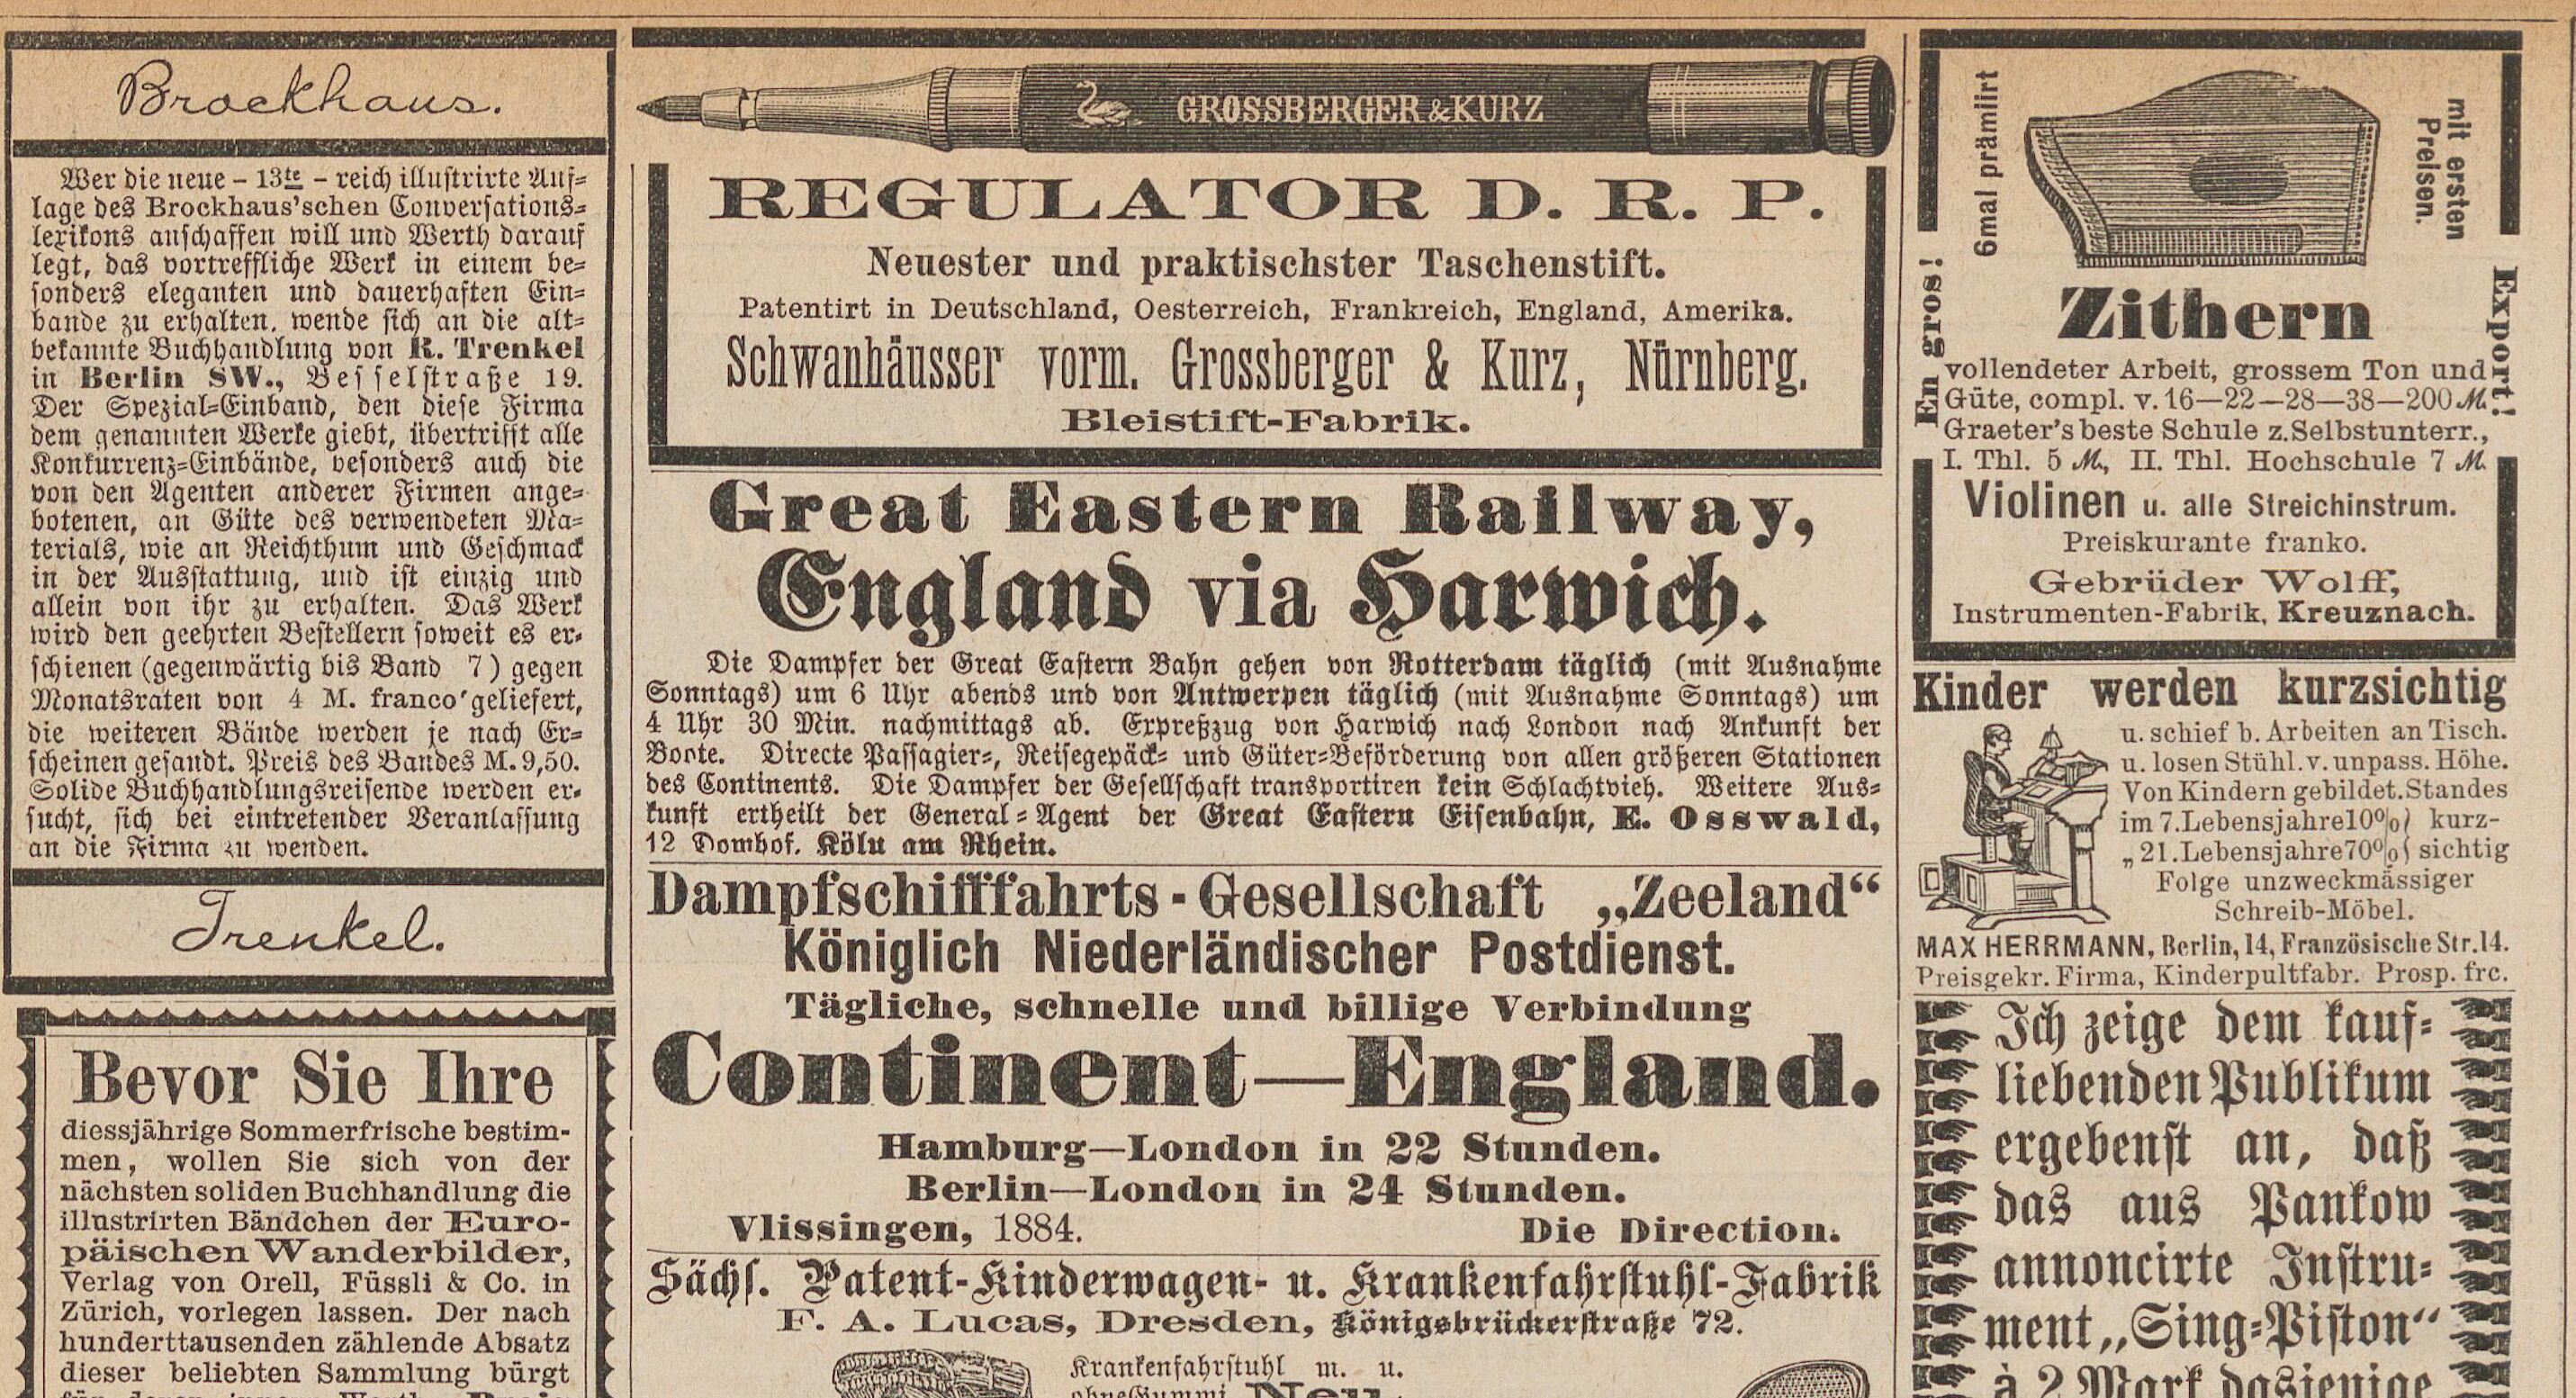 Brockhaus.
Wer die neue – 13te – reich illustrirte Auf-
lage des Brockhaus'schen Conversations-
lexikons anschaffen will und Werth darauf
legt, das vortreffliche Werk in einem be-
sonders eleganten und dauerhaften Ein-
bande zu erhalten, wende sich an die alt-
bekannte Buchhandlung von R. Trenkel
in Berlin SW., Besselstraße 19.
Der Spezial-Einband, den diese Firma
dem genannten Werke giebt, übertrifft alle
Konkurrenz-Einbände, besonders auch die
von den Agenten anderer Firmen ange-
botenen, an Güte des verwendeten Ma-
terials, wie an Reichthum und Geschmack
in der Ausstattung, und ist einzig und
allein von ihr zu erhalten. Das Werk
wird den geehrten Bestellern soweit es er-
schienen (gegenwärtig bis Band 7) gegen
Monatsraten von 4 M. franco geliefert,
die weiteren Bände werden je nach Er-
scheinen gesandt. Preis des Bandes M. 9,50.
Solide Buchhandlungsreisende werden er-
sucht, sich bei eintretender Veranlassung
an die Firma zu wenden.
Trenkel.
Bevor Sie Ihre
diessjährige Sommerfrische bestim-
men, wollen Sie sich von der
nächsten soliden Buchhandlung die
illustrirten Bändchen der Euro-
päischen Wanderbilder,
Verlag von Orell, Füssli & Co. in
Zürich, vorlegen lassen. Der nach
hunderttausenden zählende Absatz
dieser beliebten Sammlung bürgt
GROSSBERGER & KURZ
REGULATOR D. R. P.
Neuester und praktischster Taschenstift.
Patentirt in Deutschland, Oesterreich, Frankreich, England, Amerika.
Schwanhäusser vorm. Grossberger & Kurz, Nürnberg.
Bleistift-Fabrik.
Great Eastern Railway,
England via Harwich.
Die Dampfer der Great Eastern Bahn gehen von Rotterdam täglich (mit Ausnahme
Sonntags) um 6 Uhr abends und von Antwerpen täglich (mit Ausnahme Sonntags) um
4 Uhr 30 Min. nachmittags ab. Expreßzug von Harwich nach London nach Ankunft der
Boote. Directe Passagier-, Reisegepäck- und Güter-Beförderung von allen größeren Stationen
des Continents. Die Dampfer der Gesellschaft transportiren kein Schlachtvieh. Weitere Aus-
kunft ertheilt der General-Agent der Great Eastern Eisenbahn, E. Osswald,
12 Domhof, Köln am Rhein.
Dampfschifffahrts-Gesellschaft „Zeeland“
Königlich Niederländischer Postdienst.
Tägliche, schnelle und billige Verbindung
Continent—England.
Hamburg—London in 22 Stunden.
Berlin—London in 24 Stunden.
Vlissingen, 1884. Die Direction.
Sächs. Patent-Kinderwagen- u. Krankenfahrstuhl-Fabrik
F. A. Lucas, Dresden, Königsbrückerstraße 72.
Krankenfahrstuhl m. u.
ohne Gummi. Neu.
6mal prämiirt
mit ersten
Preisen.
En gros!
Export!
Zithern
vollendeter Arbeit, grossem Ton und
Güte, compl. v. 16—22—28—38—200 M.
Graeter's beste Schule z. Selbstunterr.,
I. Thl. 5 M., II. Thl. Hochschule 7 M.
Violinen u. alle Streichinstrum.
Preiskurante franko.
Gebrüder Wolff,
Instrumenten-Fabrik, Kreuznach.
Kinder werden kurzsichtig
u. schief b. Arbeiten an Tisch.
u. losen Stühl. v. unpass. Höhe.
Von Kindern gebildet. Standes
im 7. Lebensjahre 10% } kurz-
„ 21. Lebensjahre 70% } sichtig
Folge unzweckmässiger
Schreib-Möbel.
MAX HERRMANN, Berlin, 14, Französische Str. 14.
Preisgekr. Firma, Kinderpultfabr. Prosp. frc.
Ich zeige dem kauf-
liebenden Publikum
ergebenst an, daß
das aus Pankow
annoncirte Instru-
ment „Sing-Piston“
à 2 Mark dasjenige